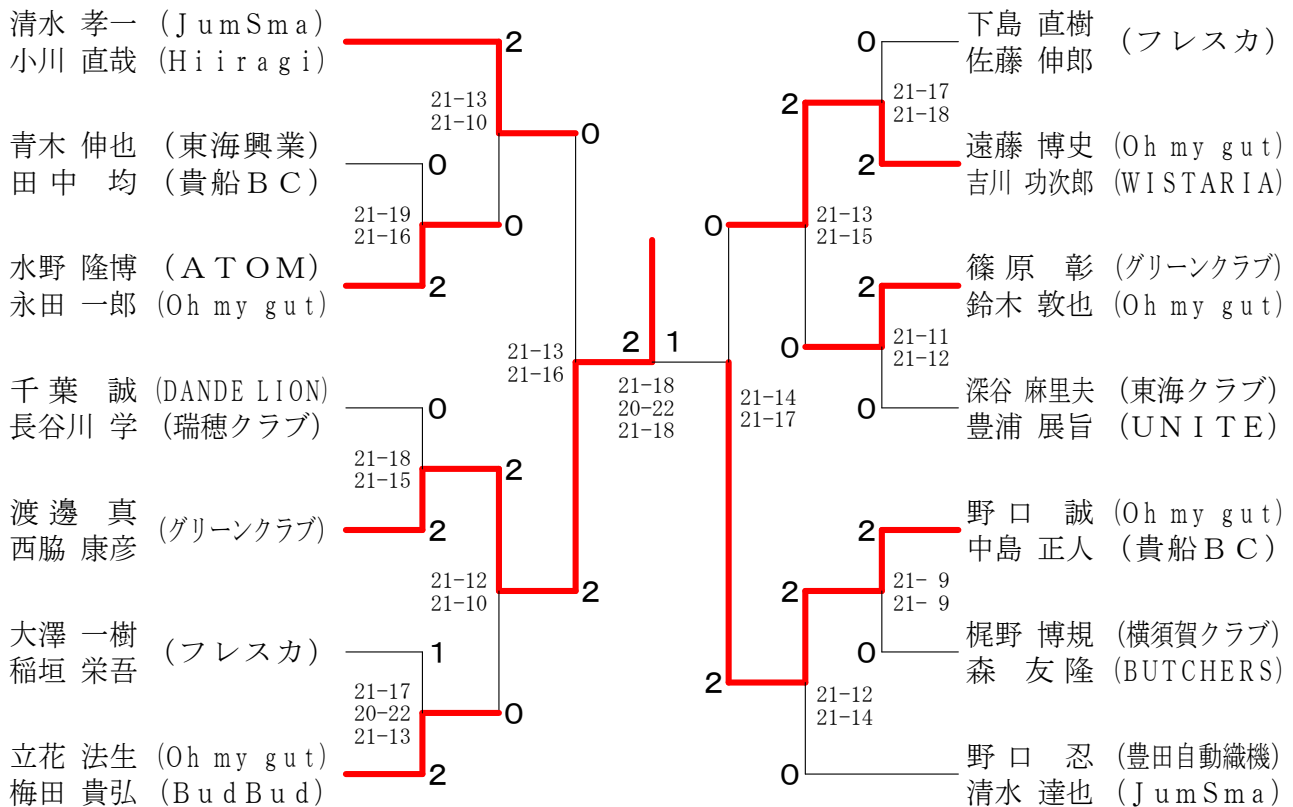 清水 孝一 (JumSma)
小川 直哉 (Hiiragi)
2
21-13
21-10
0
青木 伸也 (東海興業)
田中 均 (貴船BC)
0
21-19
21-16
0
水野 隆博 (ATOM)
永田 一郎 (Oh my gut)
2
21-13
21-16
千葉 誠 (DANDE LION)
長谷川 学 (瑞穂クラブ)
0
21-18
21-15
2
渡邊 真
西脇 康彦
(グリーンクラブ)
2
21-12
21-10
2
大澤 一樹
稲垣 栄吾
(フレスカ)
1
21-17
20-22
21-13
0
立花 法生 (Oh my gut)
梅田 貴弘 (BudBud)
2
2 1
21-18
20-22
21-18
下島 直樹
佐藤 伸郎
(フレスカ)
0
21-17
21-18
2
遠藤 博史 (Oh my gut)
吉川 功次郎 (WISTARIA)
2
0
21-13
21-15
篠原 彰 (グリーンクラブ)
鈴木 敦也 (Oh my gut)
2
21-11
21-12
0
深谷 麻里夫 (東海クラブ)
豊浦 展旨 (UNITE)
0
21-14
21-17
野口 誠 (Oh my gut)
中島 正人 (貴船BC)
2
21- 9
21- 9
2
梶野 博規 (横須賀クラブ)
森 友隆 (BUTCHERS)
0
2
21-12
21-14
野口 忍 (豊田自動織機)
清水 達也 (JumSma)
0